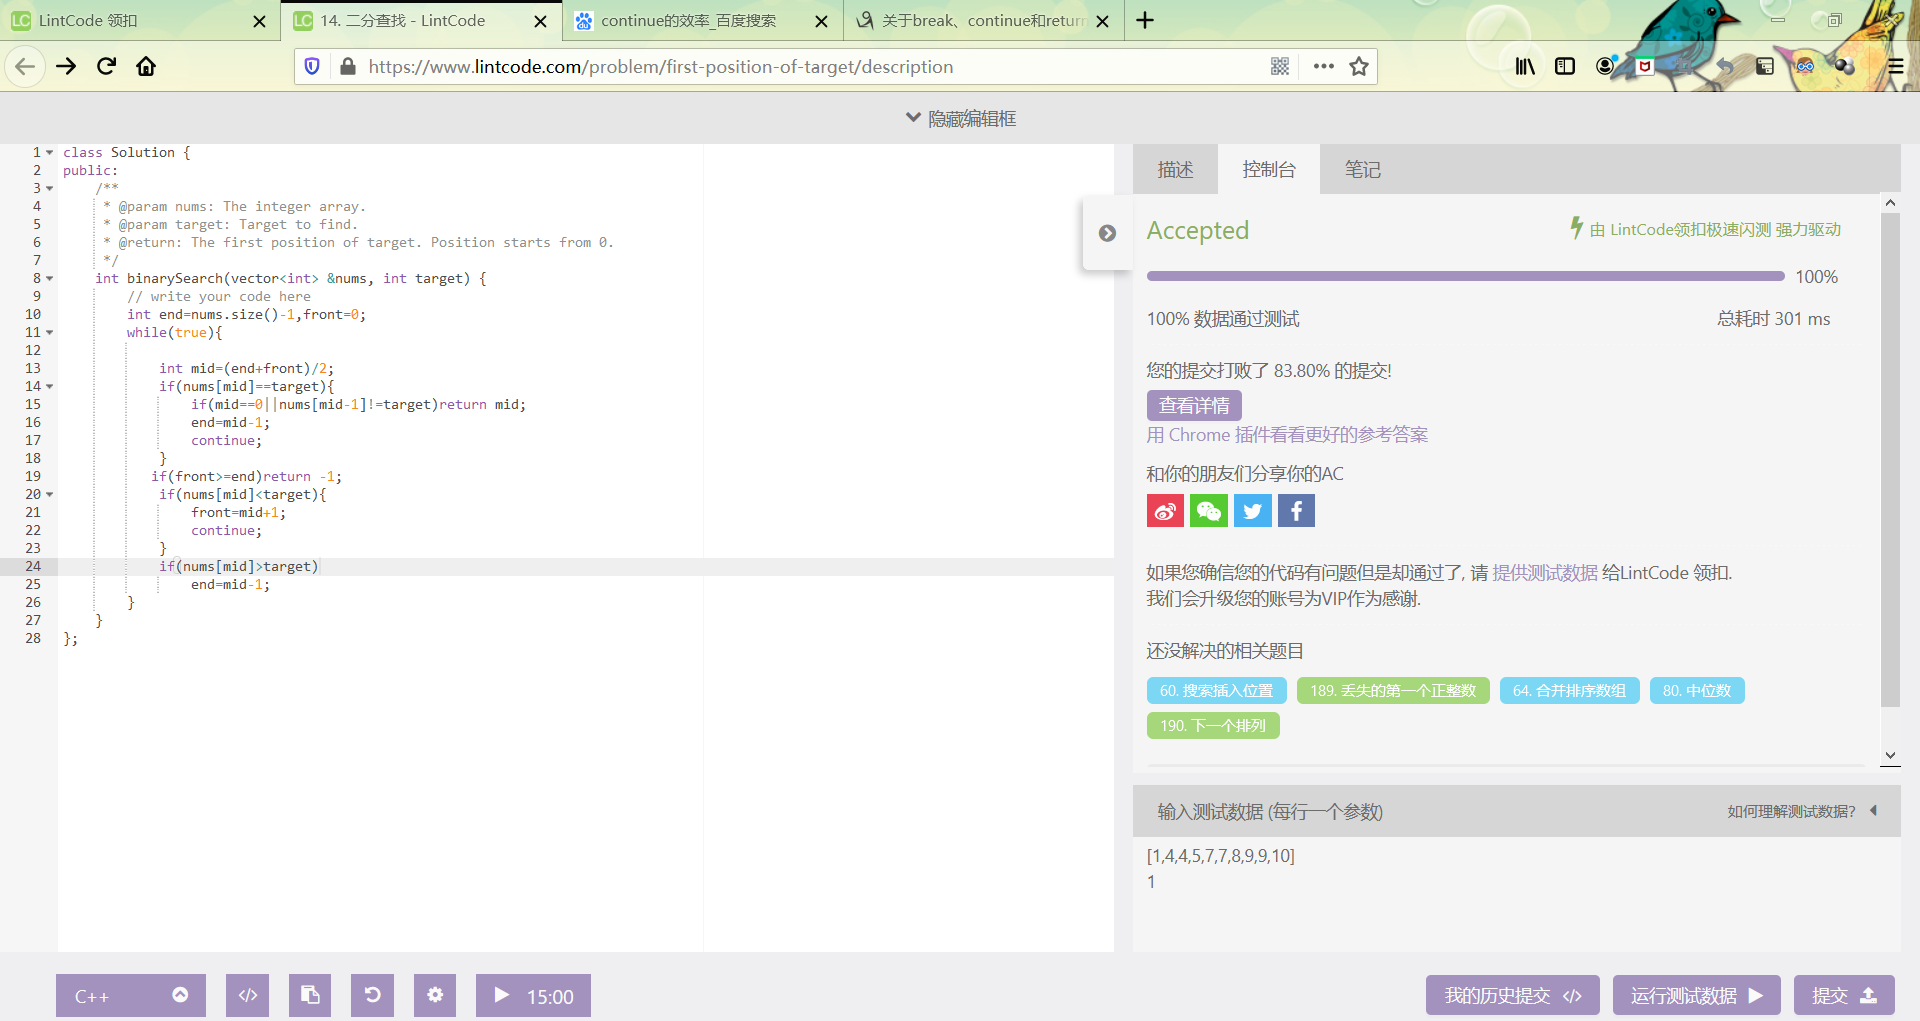 LintCode 领扣
14. 二分查找 - LintCode
continue的效率_百度搜索
关于break、continue和return
https://www.lintcode.com/problem/first-position-of-target/description
隐藏编辑框
1 class Solution {
2 public:
3 /**
4 * @param nums: The integer array.
5 * @param target: Target to find.
6 * @return: The first position of target. Position starts from 0.
7 */
8 int binarySearch(vector<int> &nums, int target) {
9 // write your code here
10 int end=nums.size()-1,front=0;
11 while(true){
12
13 int mid=(end+front)/2;
14 if(nums[mid]==target){
15 if(mid==0||nums[mid-1]!=target)return mid;
16 end=mid-1;
17 continue;
18 }
19 if(front>=end)return -1;
20 if(nums[mid]<target){
21 front=mid+1;
22 continue;
23 }
24 if(nums[mid]>target)
25 end=mid-1;
26 }
27 }
28 };
描述 控制台 笔记
Accepted
由 LintCode领扣极速闪测 强力驱动
100%
100% 数据通过测试
总耗时 301 ms
您的提交打败了 83.80% 的提交!
查看详情
用 Chrome 插件看看更好的参考答案
和你的朋友们分享你的AC
如果您确信您的代码有问题但是却通过了, 请 提供测试数据 给LintCode 领扣.
我们会升级您的账号为VIP作为感谢.
还没解决的相关题目
60. 搜索插入位置 189. 丢失的第一个正整数 64. 合并排序数组 80. 中位数
190. 下一个排列
输入测试数据 (每行一个参数)
如何理解测试数据?
[1,4,4,5,7,7,8,9,9,10]
1
C++
15:00
我的历史提交
运行测试数据
提交